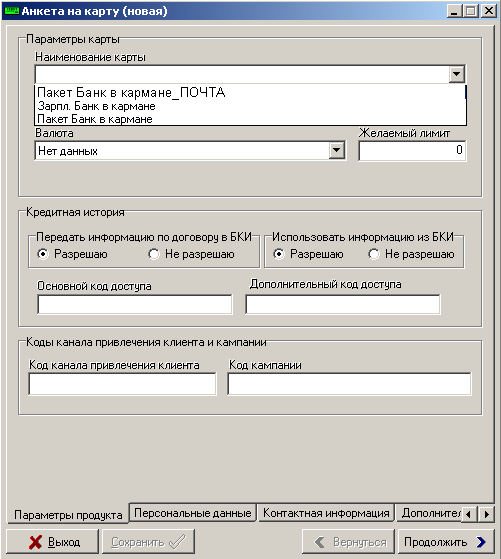 Анкета на карту (новая)
Параметры карты
Наименование карты
Пакет Банк в кармане_ПОЧТА
Зарпл. Банк в кармане
Пакет Банк в кармане
Валюта
Желаемый лимит
Нет данных
0
Кредитная история
Передать информацию по договору в БКИ
Использовать информацию из БКИ
Разрешаю
Не разрешаю
Разрешаю
Не разрешаю
Основной код доступа
Дополнительный код доступа
Коды канала привлечения клиента и кампании
Код канала привлечения клиента
Код кампании
Параметры продукта
Персональные данные
Контактная информация
Дополнител
Выход
Сохранить
Вернуться
Продолжить